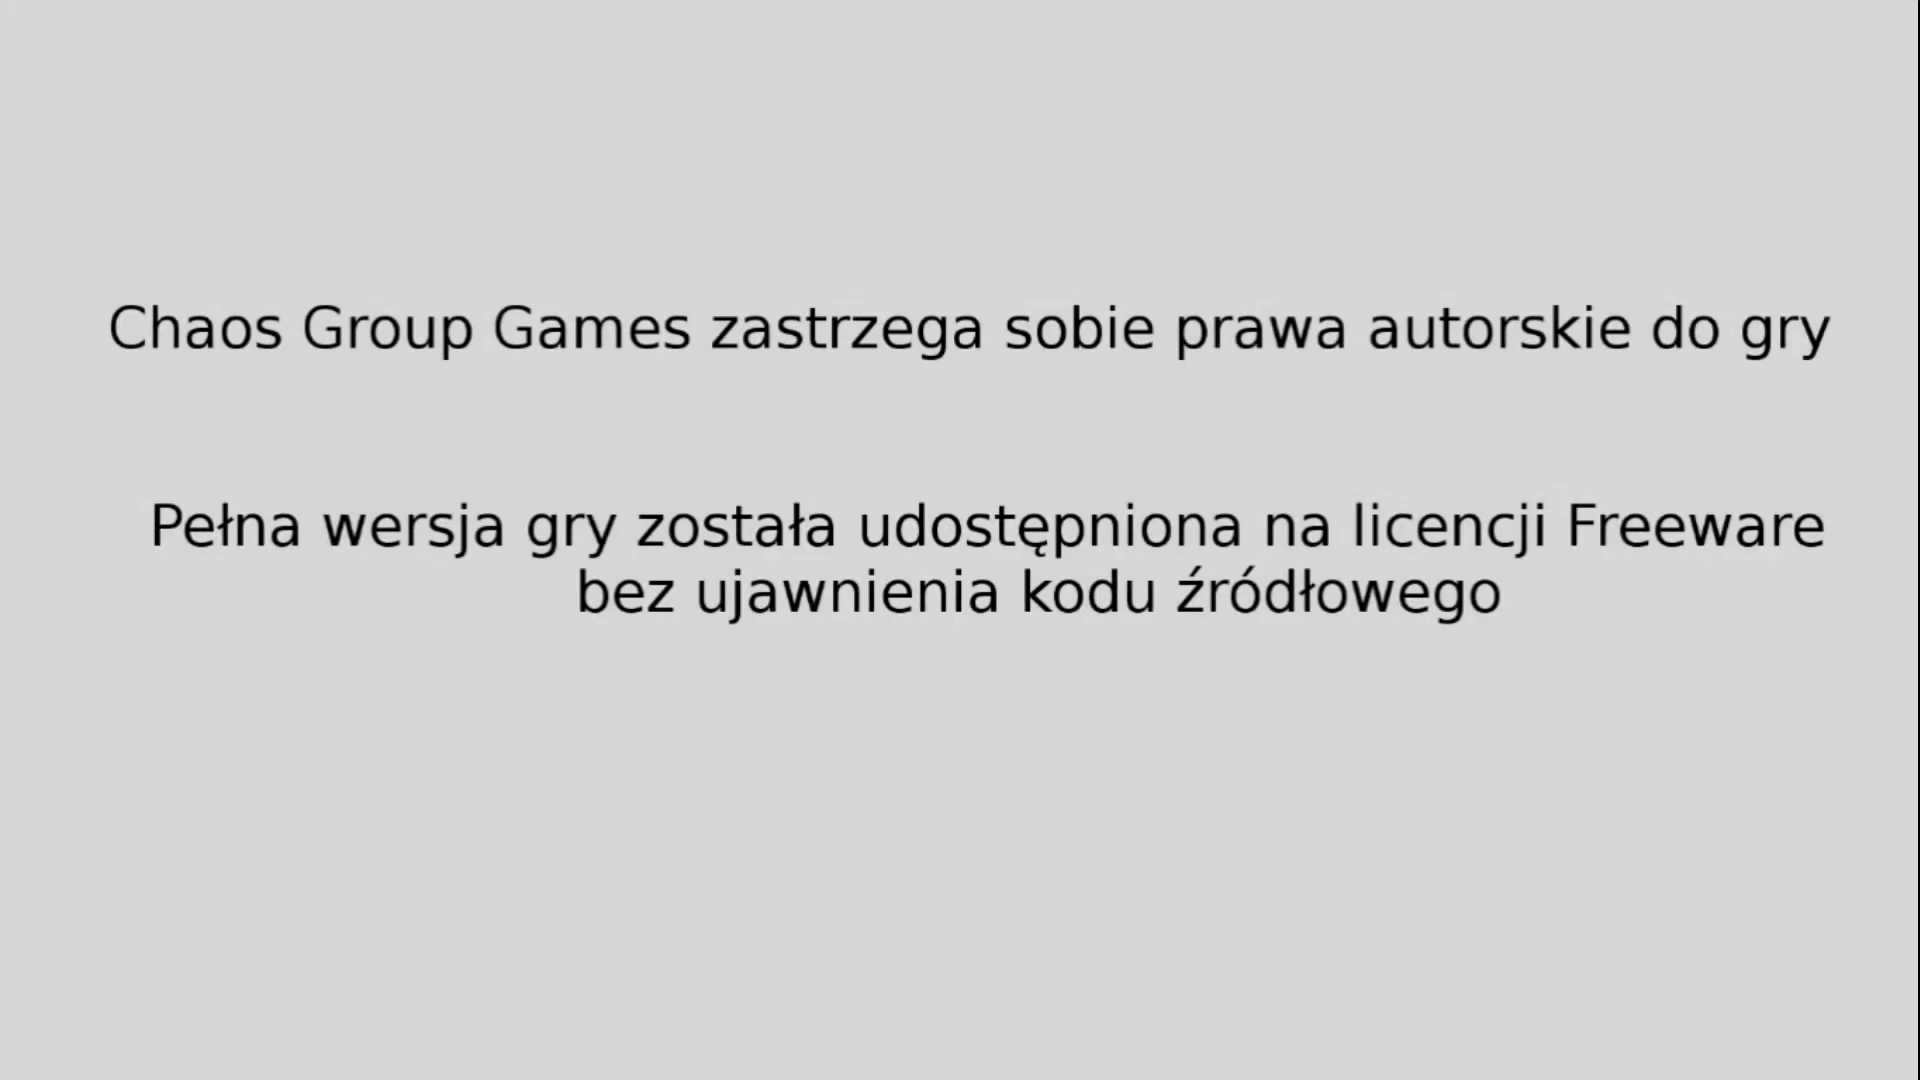 Chaos Group Games zastrzega sobie prawa autorskie do gry
Pełna wersja gry została udostępniona na licencji Freeware
bez ujawnienia kodu źródłowego